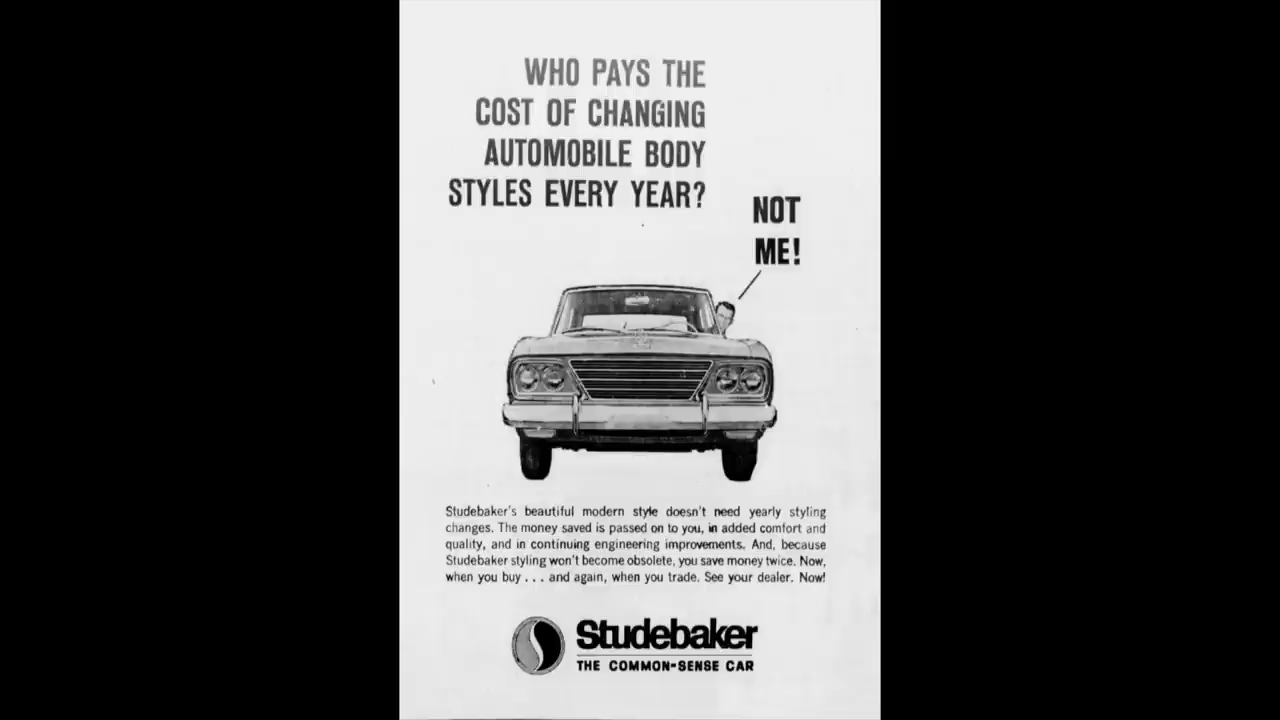 WHO PAYS THE
COST OF CHANGING
AUTOMOBILE BODY
STYLES EVERY YEAR?
NOT
ME!
Studebaker's beautiful modern style doesn't need yearly styling
changes. The money saved is passed on to you, in added comfort and
quality, and in continuing engineering improvements. And, because
Studebaker styling won't become obsolete, you save money twice. Now,
when you buy . . . and again, when you trade. See your dealer. Now!
Studebaker
THE COMMON-SENSE CAR